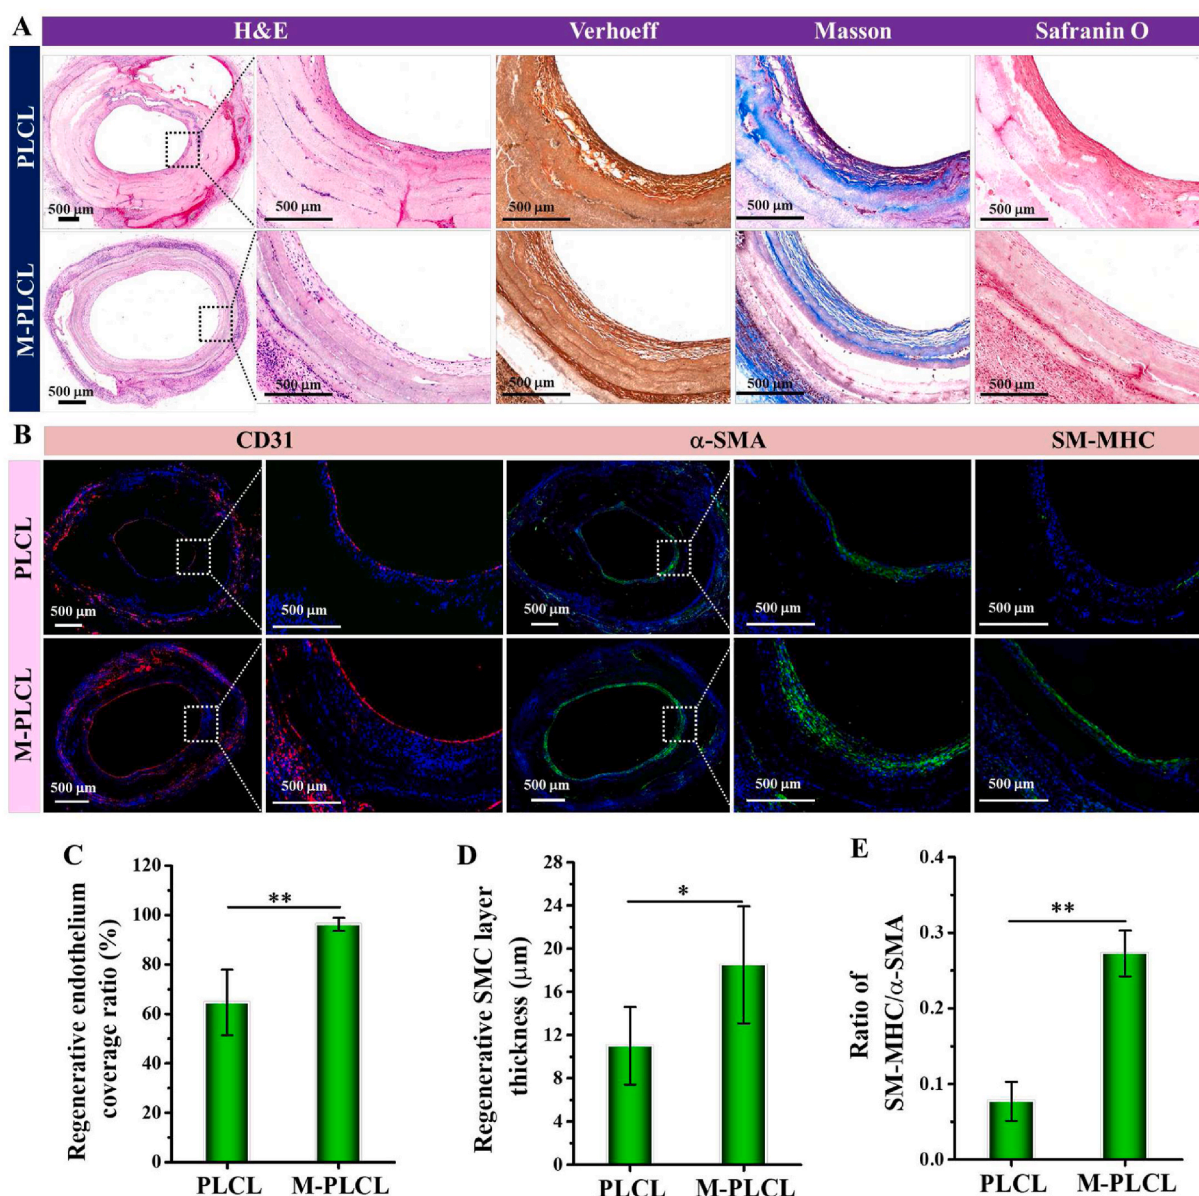 A
H&E Verhoeff Masson Safranin O
PLCL
500 μm 500 μm 500 μm 500 μm 500 μm
M-PLCL
500 μm 500 μm 500 μm 500 μm 500 μm
B
CD31 α-SMA SM-MHC
PLCL
500 μm 500 μm 500 μm 500 μm 500 μm
M-PLCL
500 μm 500 μm 500 μm 500 μm 500 μm
C
Regenerative endothelium
coverage ratio (%)
120
100
80
60
40
20
0
**
PLCL M-PLCL
D
Regenerative SMC layer
thickness (μm)
28
24
20
16
12
8
4
0
*
PLCL M-PLCL
E
Ratio of
SM-MHC/α-SMA
0.4
0.3
0.2
0.1
0.0
**
PLCL M-PLCL